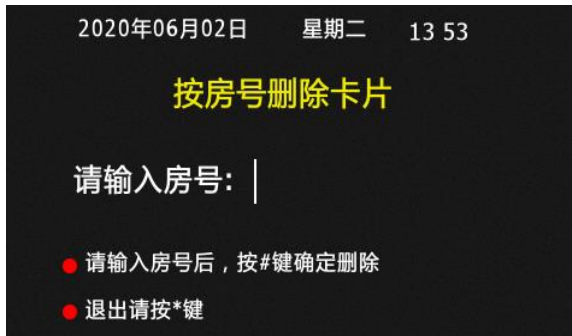 2020年06月02日 星期二 13 53
按房号删除卡片
请输入房号:
请输入房号后，按#键确定删除
退出请按*键